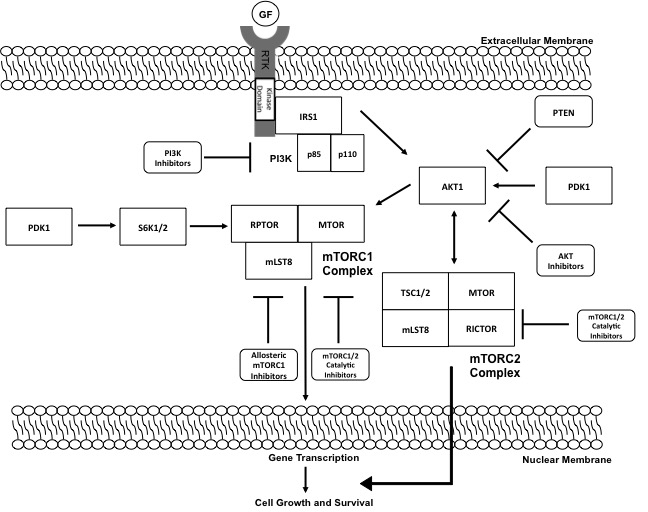 GF
Extracellular Membrane
RTK
Kinase
Domain
IRS1
PTEN
PI3K
Inhibitors
PI3K
p85
p110
AKT1
PDK1
PDK1
S6K1/2
RPTOR
MTOR
mLST8
mTORC1
Complex
AKT
Inhibitors
TSC1/2
MTOR
mLST8
RICTOR
mTORC1/2
Catalytic
Inhibitors
mTORC2
Complex
Allosteric
mTORC1
Inhibitors
mTORC1/2
Catalytic
Inhibitors
Gene Transcription
Nuclear Membrane
Cell Growth and Survival